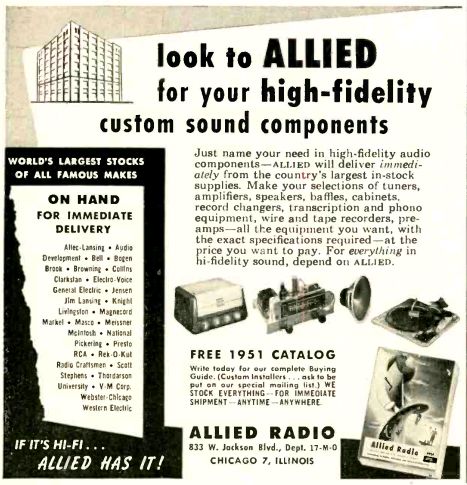 look to ALLIED
for your high-fidelity
custom sound components
WORLD'S LARGEST STOCKS
OF ALL FAMOUS MAKES
ON HAND
FOR IMMEDIATE
DELIVERY
Altec-Lansing • Audio
Development • Bell • Bogen
Brook • Browning • Collins
Clarkstan • Electro-Voice
General Electric • Jensen
Jim Lansing • Knight
Livingston • Magnecord
Markel • Masco • Meissner
McIntosh • National
Pickering • Presto
RCA • Rek-O-Kut
Radio Craftsmen • Scott
Stephens • Thordarson
University • V-M Corp.
Webster-Chicago
Western Electric
IF IT'S HI-FI...
ALLIED HAS IT!
Just name your need in high-fidelity audio
components—ALLIED will deliver immedi-
ately from the country's largest in-stock
supplies. Make your selections of tuners,
amplifiers, speakers, baffles, cabinets,
record changers, transcription and phono
equipment, wire and tape recorders, pre-
amps—all the equipment you want, with
the exact specifications required—at the
price you want to pay. For everything in
hi-fidelity sound, depend on ALLIED.
FREE 1951 CATALOG
Write today for our complete Buying
Guide. (Custom Installers ... ask to be
put on our special mailing list.) WE
STOCK EVERYTHING—FOR IMMEDIATE
SHIPMENT—ANYTIME—ANYWHERE.
ALLIED RADIO
833 W. Jackson Blvd., Dept. 17-M-O
CHICAGO 7, ILLINOIS
Allied Radio